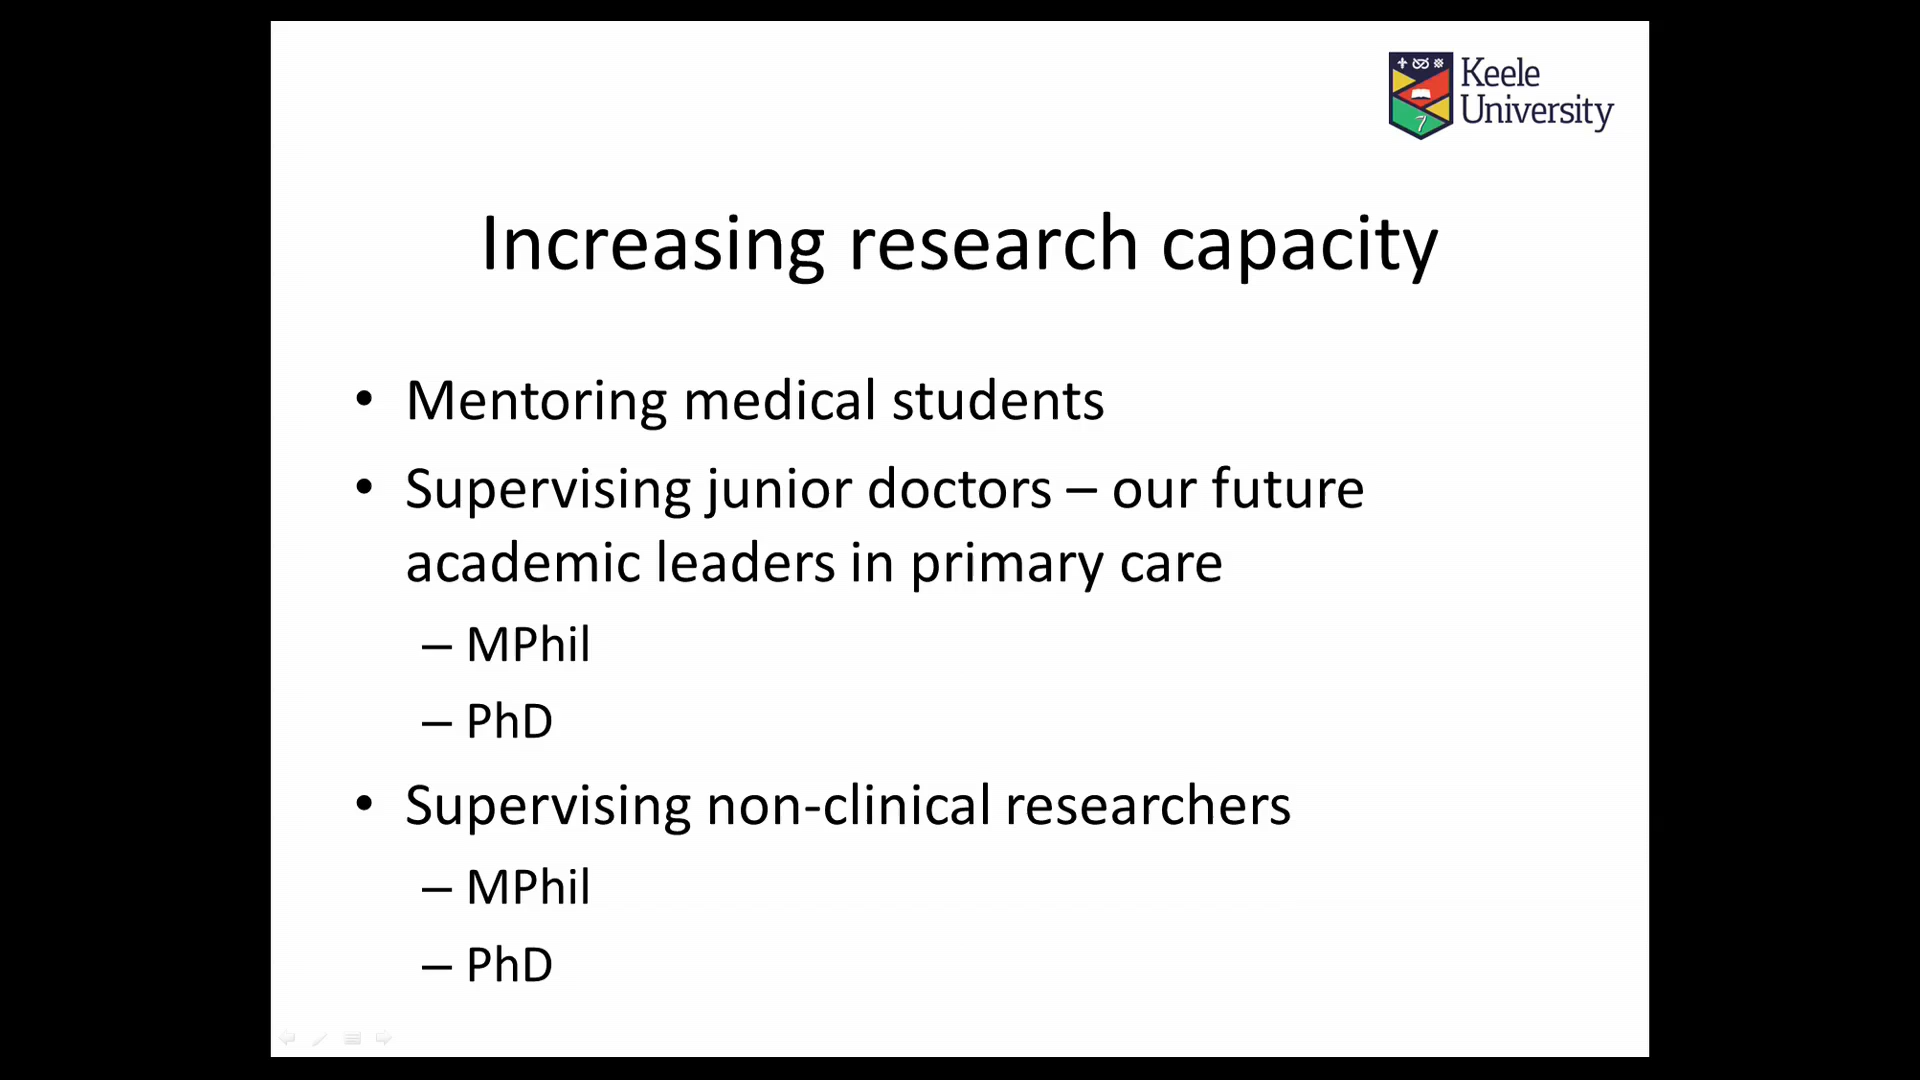 Keele
University
Increasing research capacity
• Mentoring medical students
• Supervising junior doctors – our future
academic leaders in primary care
– MPhil
– PhD
• Supervising non-clinical researchers
– MPhil
– PhD